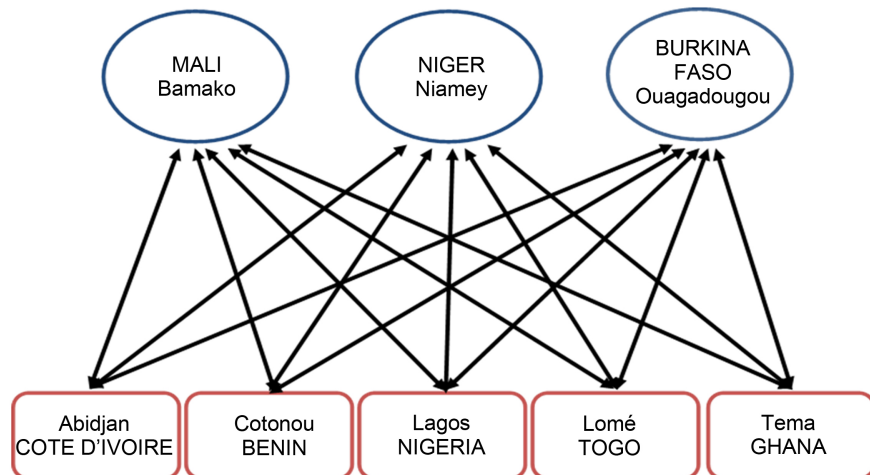 MALI
Bamako
NIGER
Niamey
BURKINA
FASO
Ouagadougou
Abidjan
COTE D’IVOIRE
Cotonou
BENIN
Lagos
NIGERIA
Lomé
TOGO
Tema
GHANA